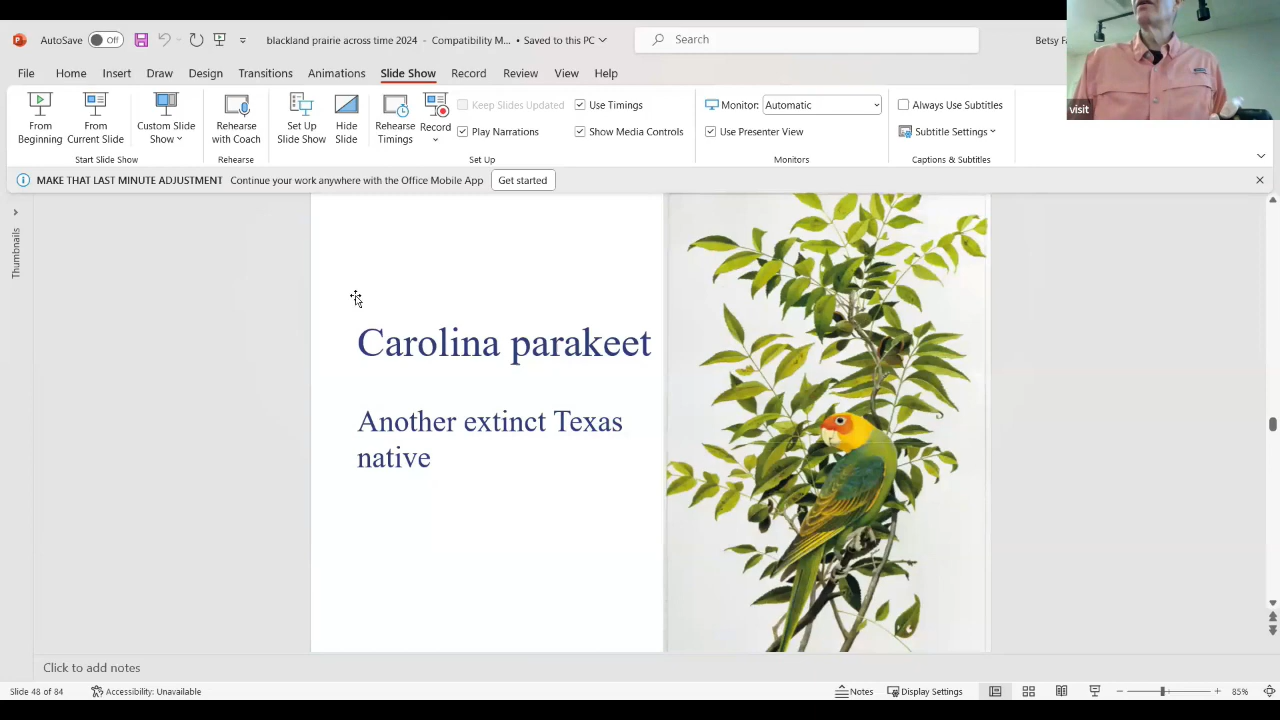 AutoSave Off blackland prairie across time 2024 - Compatibility M... - Saved to this PC Search Betsy
File Home Insert Draw Design Transitions Animations Slide Show Record Review View Help
From Beginning
From Current Slide
Custom Slide Show
Rehearse with Coach
Set Up Slide Show
Hide Slide
Rehearse Timings
Record
Keep Slides Updated
Play Narrations
Use Timings
Show Media Controls
Monitor: Automatic
Use Presenter View
Always Use Subtitles
Subtitle Settings
Start Slide Show Rehearse Set Up Monitors Captions & Subtitles
visit
MAKE THAT LAST MINUTE ADJUSTMENT Continue your work anywhere with the Office Mobile App Get started
Thumbnails
Carolina parakeet
Another extinct Texas
native
Click to add notes
Slide 48 of 84 Accessibility: Unavailable Notes Display Settings 85%